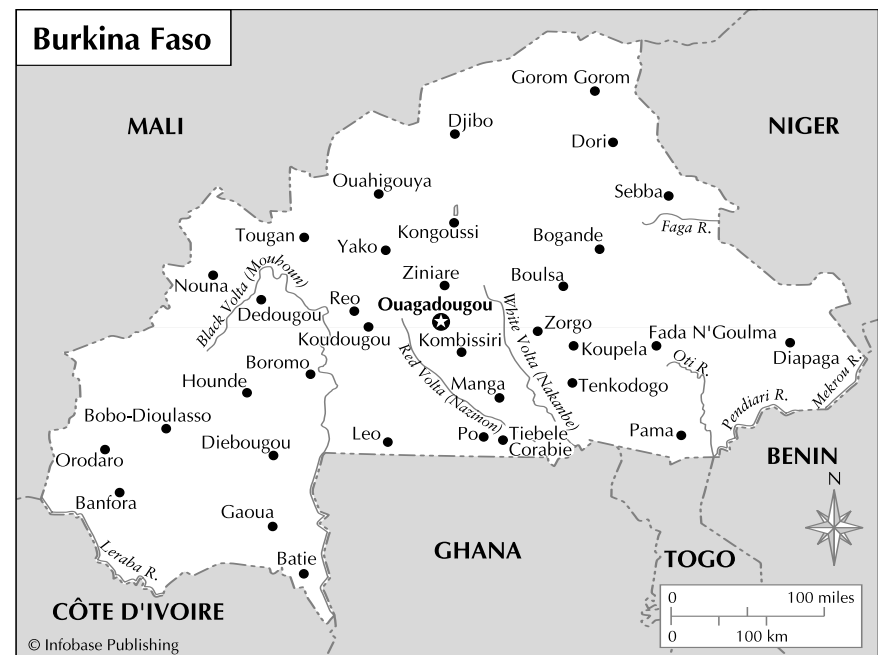 Burkina Faso
Gorom Gorom
MALI
NIGER
Djibo
Dori
Ouahigouya
Sebba
Kongoussi
Faga R.
Tougan
Yako
Bogande
Nouna
Black Volta (Mouhoun)
Ziniare
Boulsa
Dedougou
Reo
Ouagadougou
White Volta (Nakanbe)
Koudougou
Kombissiri
Zorgo
Koupela
Fada N'Goulma
Diapaga
Boromo
Red Volta (Nazinon)
Oti R.
Mekrou R.
Hounde
Manga
Tenkodogo
Pendiari R.
Bobo-Dioulasso
Diebougou
Leo
Po
Tiebele
Corabie
Pama
Orodaro
BENIN
Banfora
N
Gaoua
Leraba R.
Batie
GHANA
TOGO
CÔTE D'IVOIRE
0 100 miles
0 100 km
© Infobase Publishing